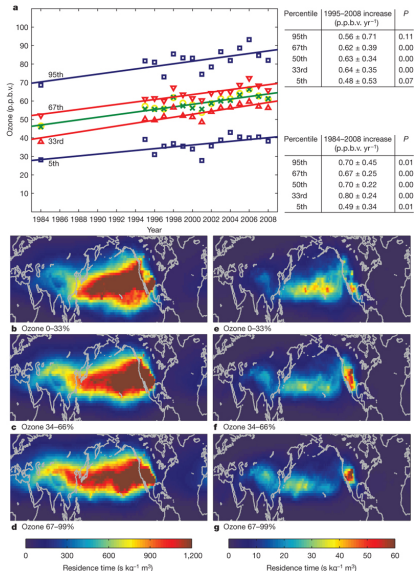 a
Ozone (p.p.b.v.)
100
90
80
70
60
50
40
30
20
10
95th
67th
33rd
5th
1984 1986 1988 1990 1992 1994 1996 1998 2000 2002 2004 2006 2008
Year
Percentile 1995–2008 increase (p.p.b.v. yr⁻¹) P
95th 0.56 ± 0.71 0.11
67th 0.62 ± 0.39 0.00
50th 0.63 ± 0.34 0.00
33rd 0.64 ± 0.35 0.00
5th 0.48 ± 0.53 0.07
Percentile 1984–2008 increase (p.p.b.v. yr⁻¹) P
95th 0.70 ± 0.45 0.01
67th 0.67 ± 0.25 0.00
50th 0.70 ± 0.22 0.00
33rd 0.80 ± 0.24 0.00
5th 0.49 ± 0.34 0.01
b Ozone 0–33%
e Ozone 0–33%
c Ozone 34–66%
f Ozone 34–66%
d Ozone 67–99%
g Ozone 67–99%
0 300 600 900 1,200
Residence time (s kg⁻¹ m³)
0 10 20 30 40 50 60
Residence time (s kg⁻¹ m³)